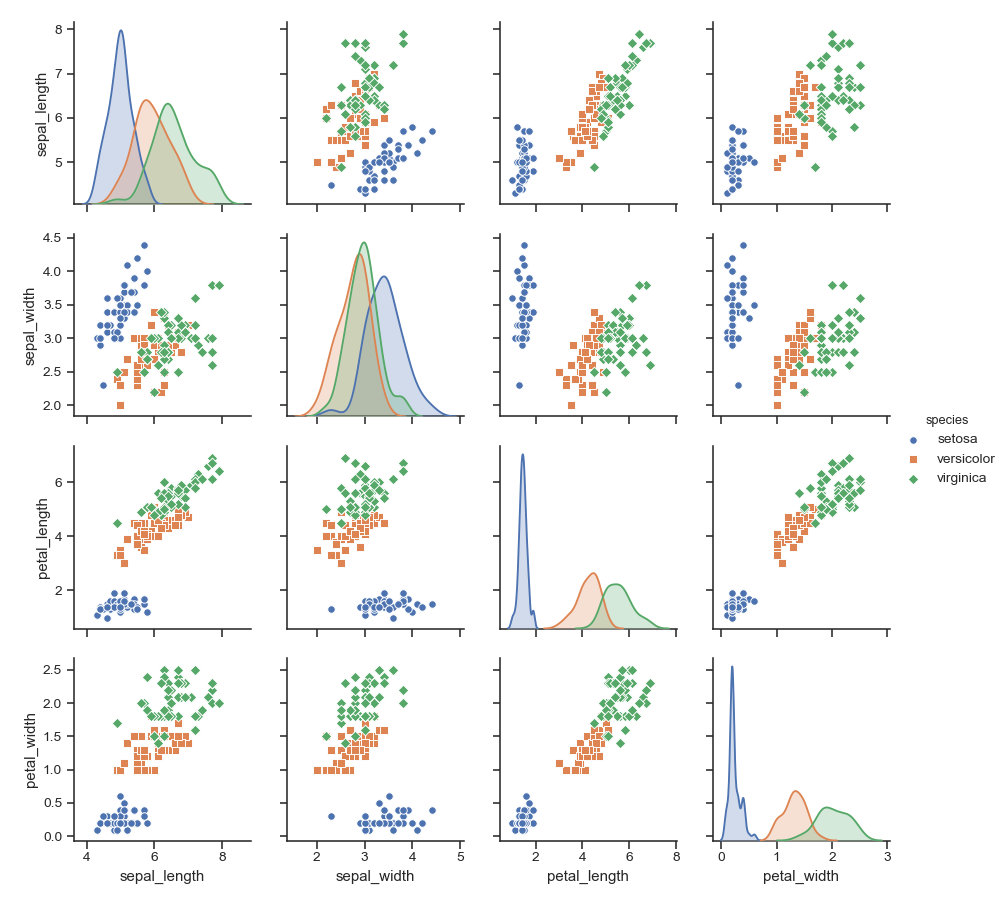 8
7
6
5
sepal_length
4.5
4.0
3.5
3.0
2.5
2.0
sepal_width
species
setosa
versicolor
virginica
6
4
2
petal_length
2.5
2.0
1.5
1.0
0.5
0.0
petal_width
4 6 8 2 3 4 5 2 4 6 8 0 1 2 3
sepal_length sepal_width petal_length petal_width